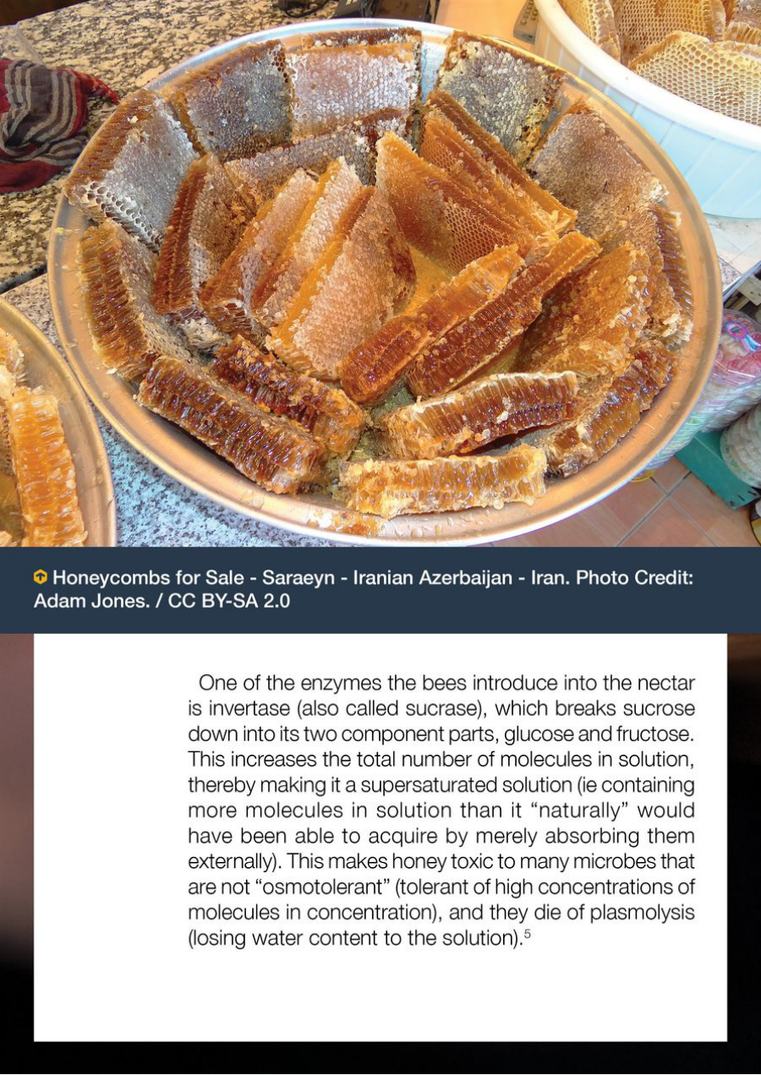 Honeycombs for Sale - Saraeyn - Iranian Azerbaijan - Iran. Photo Credit:
Adam Jones. / CC BY-SA 2.0
One of the enzymes the bees introduce into the nectar
is invertase (also called sucrase), which breaks sucrose
down into its two component parts, glucose and fructose.
This increases the total number of molecules in solution,
thereby making it a supersaturated solution (ie containing
more molecules in solution than it “naturally” would
have been able to acquire by merely absorbing them
externally). This makes honey toxic to many microbes that
are not “osmotolerant” (tolerant of high concentrations of
molecules in concentration), and they die of plasmolysis
(losing water content to the solution).⁵